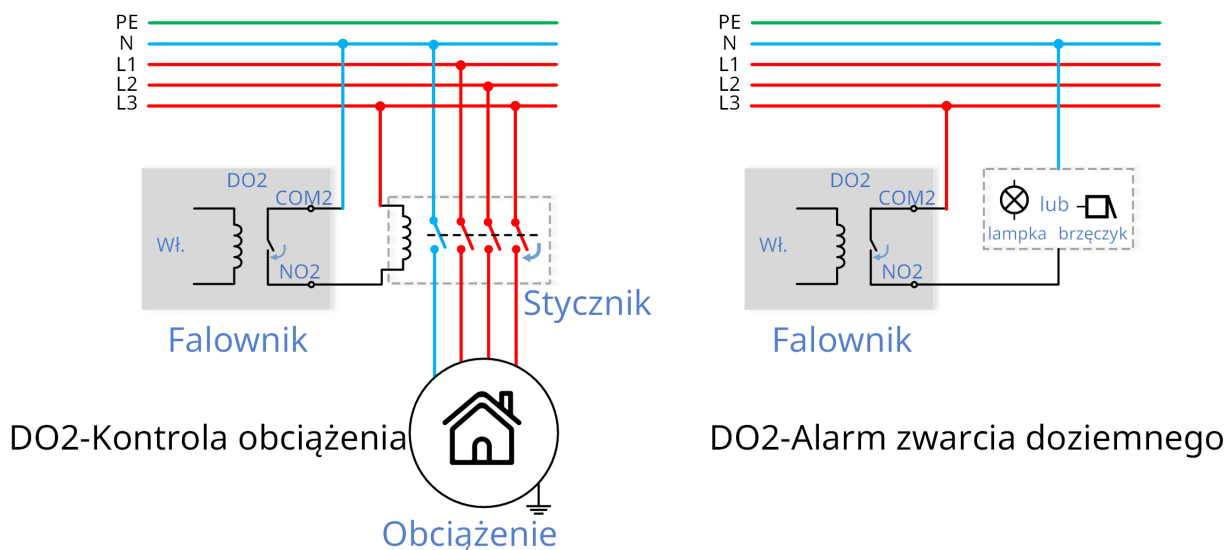 PE
N
L1
L2
L3
DO2
COM2
Wł.
NO2
Falownik
Stycznik
DO2-Kontrola obciążenia
Obciążenie
PE
N
L1
L2
L3
DO2
COM2
Wł.
NO2
lub
lampka brzęczyk
Falownik
DO2-Alarm zwarcia doziemnego